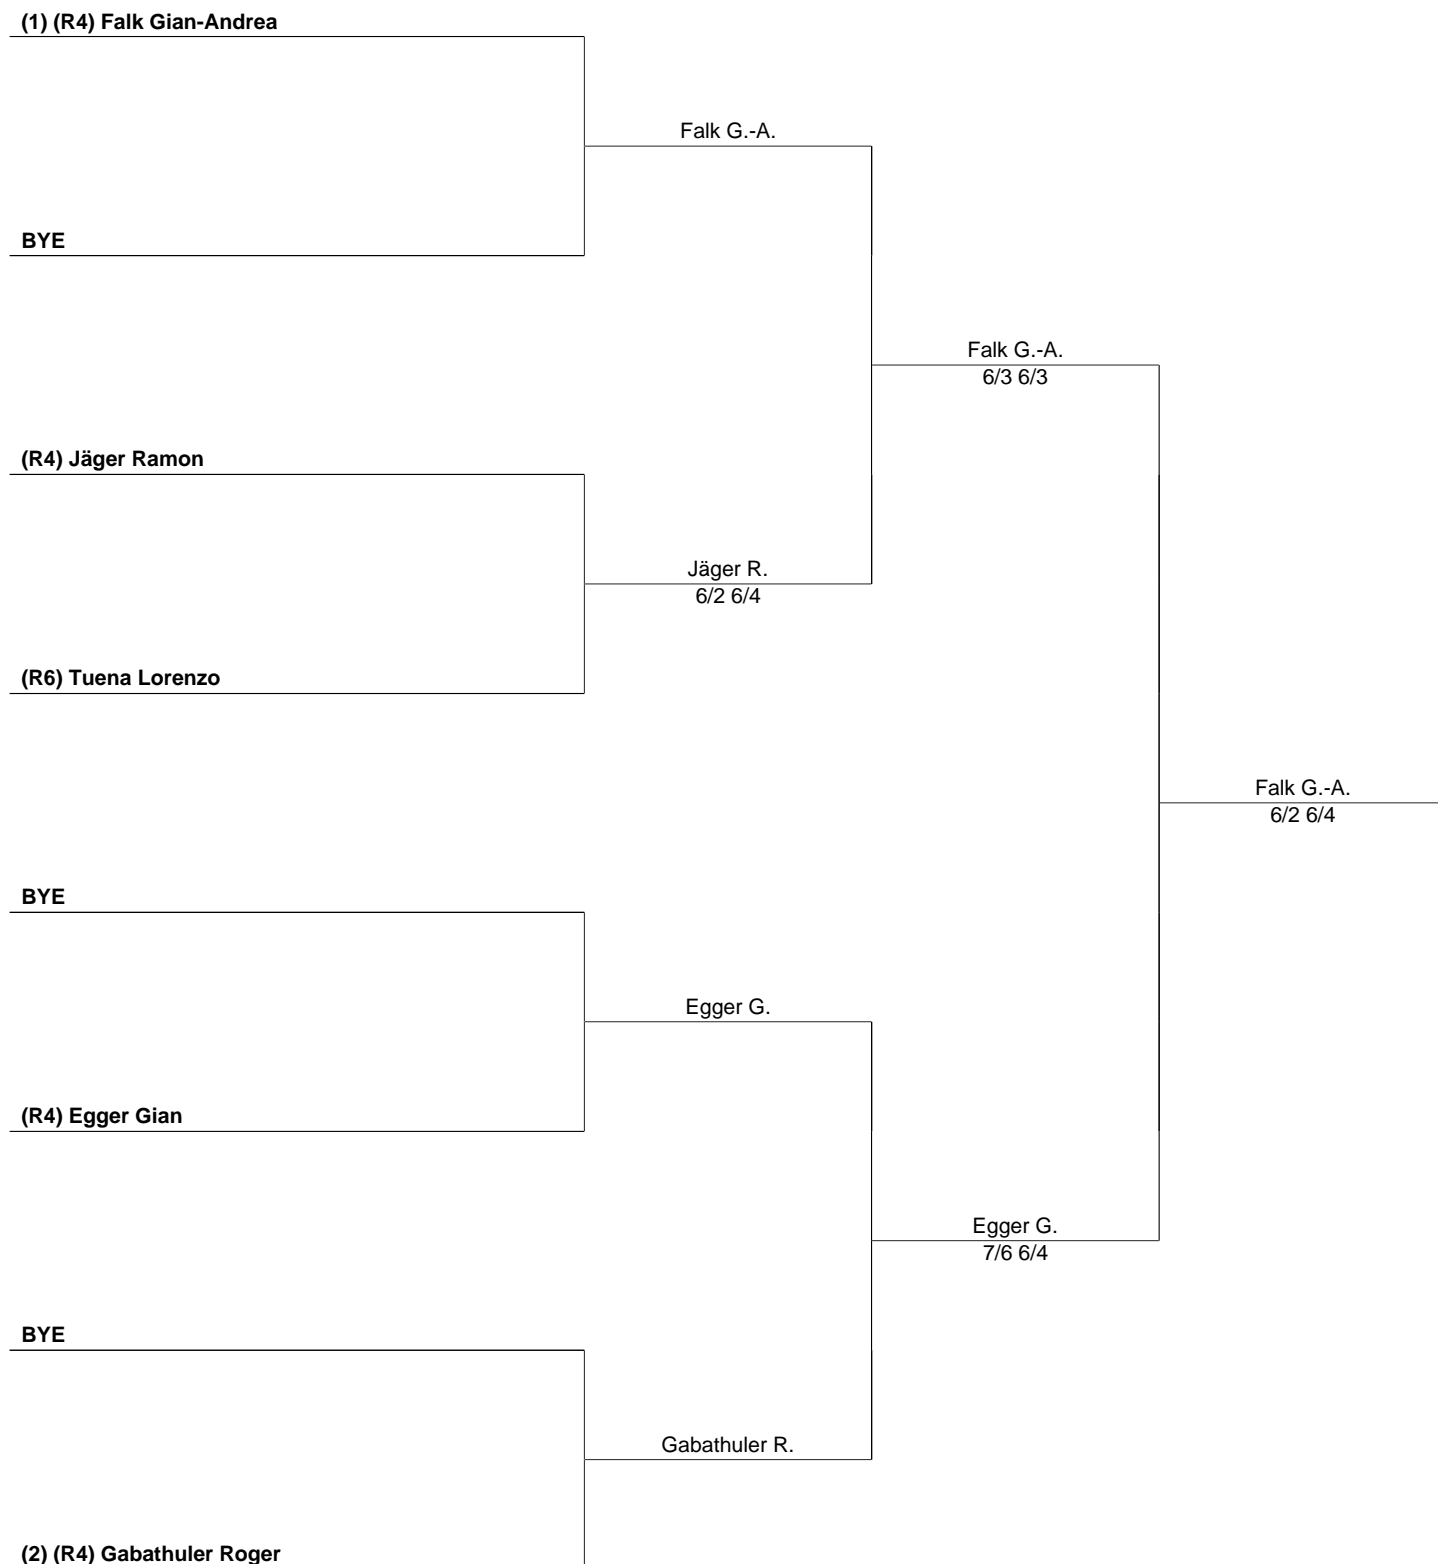 (1) (R4) Falk Gian-Andrea
Falk G.-A.
BYE
Falk G.-A.
6/3 6/3
(R4) Jäger Ramon
Jäger R.
6/2 6/4
(R6) Tuena Lorenzo
Falk G.-A.
6/2 6/4
BYE
Egger G.
(R4) Egger Gian
Egger G.
7/6 6/4
BYE
Gabathuler R.
(2) (R4) Gabathuler Roger